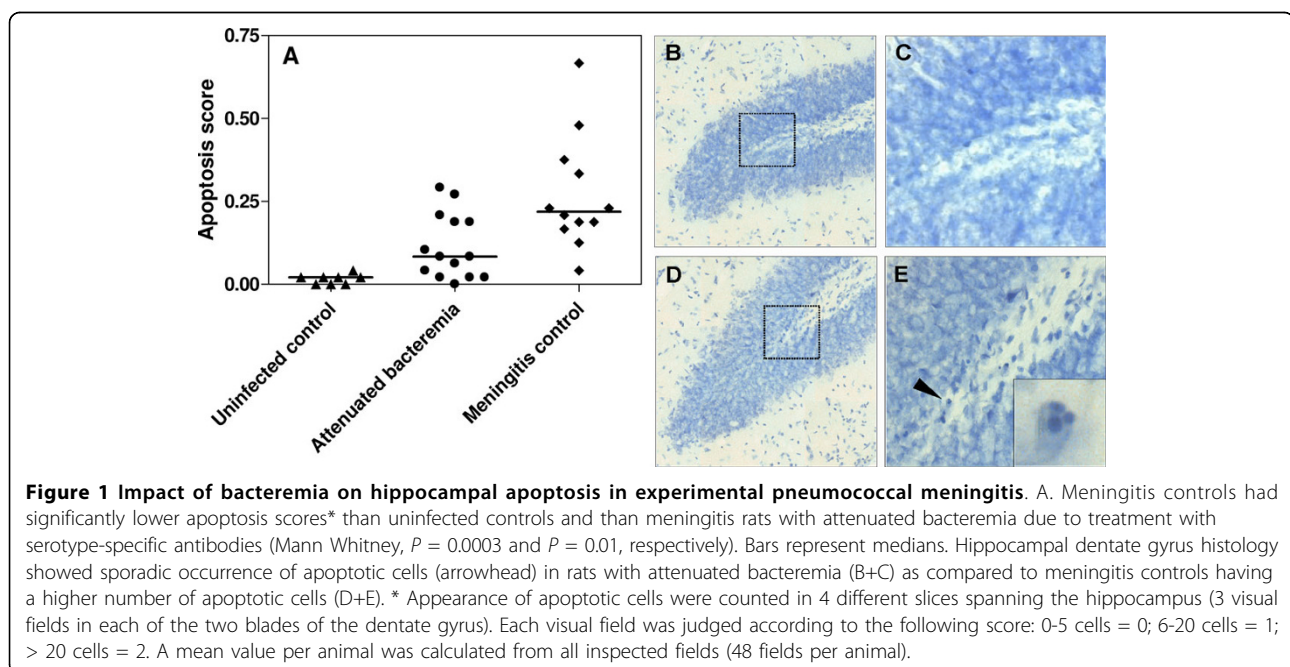 0.75
0.50
0.25
0.00
Apoptosis score
A
Uninfected control
Attenuated bacteremia
Meningitis control
B
C
D
E
Figure 1 Impact of bacteremia on hippocampal apoptosis in experimental pneumococcal meningitis. A. Meningitis controls had
significantly lower apoptosis scores* than uninfected controls and than meningitis rats with attenuated bacteremia due to treatment with
serotype-specific antibodies (Mann Whitney, P = 0.0003 and P = 0.01, respectively). Bars represent medians. Hippocampal dentate gyrus histology
showed sporadic occurrence of apoptotic cells (arrowhead) in rats with attenuated bacteremia (B+C) as compared to meningitis controls having
a higher number of apoptotic cells (D+E). * Appearance of apoptotic cells were counted in 4 different slices spanning the hippocampus (3 visual
fields in each of the two blades of the dentate gyrus). Each visual field was judged according to the following score: 0-5 cells = 0; 6-20 cells = 1;
> 20 cells = 2. A mean value per animal was calculated from all inspected fields (48 fields per animal).